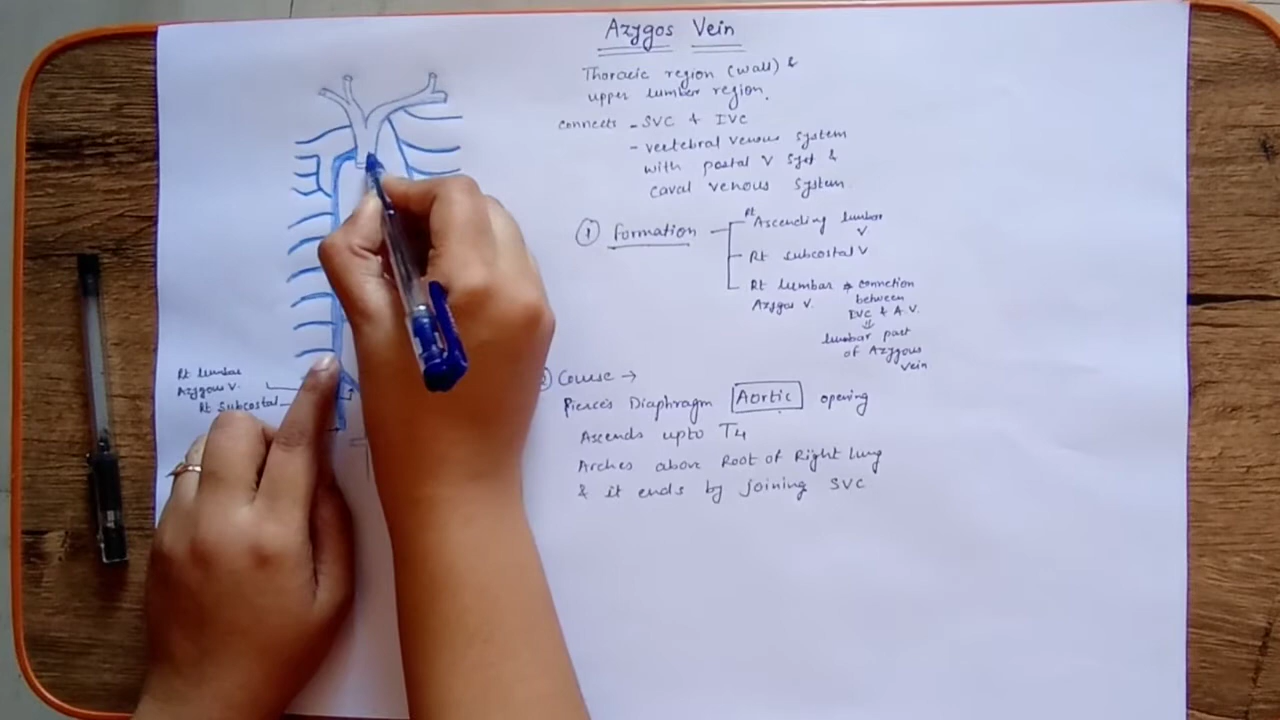 Azygos Vein
Thoracic region (wall) &
upper lumbar region.
connects - SVC & IVC
- vertebral venous system
with portal V syst &
caval venous system
① formation
Rt Ascending lumbar
V
Rt subcostal V
Rt lumbar → connection
Azygos V. between
IVC & A.V.
⇓
lumbar part
of Azygous
vein
② Course →
Pierces Diaphragm Aortic opening
Ascends upto T4
Arches above Root of Right lung
& it ends by joining SVC
Rt lumbar
Azygous V.
Rt Subcostal